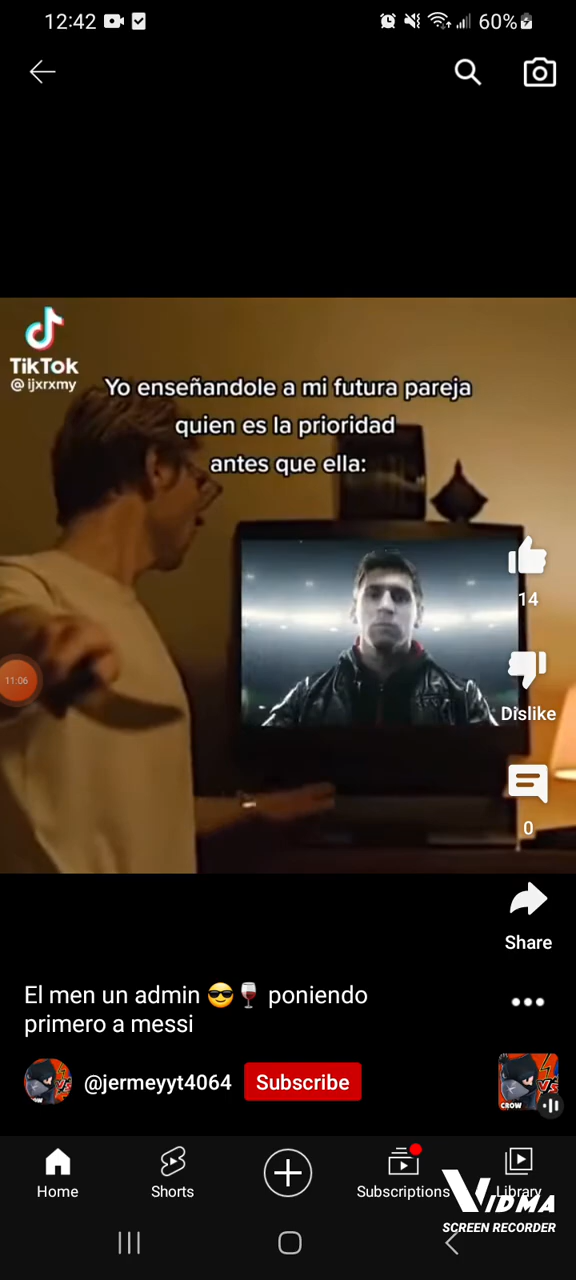 12:42
60%
TikTok
@ijxrxmy
Yo enseñandole a mi futura pareja
quien es la prioridad
antes que ella:
14
11:06
Dislike
0
Share
El men un admin 😎🍷 poniendo
primero a messi
@jermeyyt4064
Subscribe
VS
CROW
VS
Home
Shorts
Subscriptions
Library
VIDMA
SCREEN RECORDER